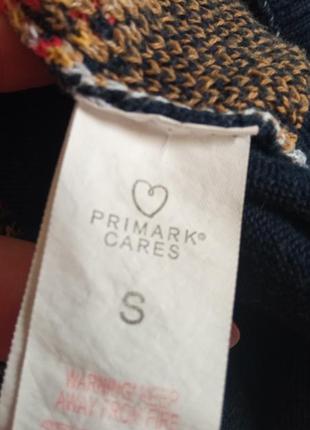 PRIMARK®
CARES
S
WARNING! KEEP
AWAY FROM FIRE